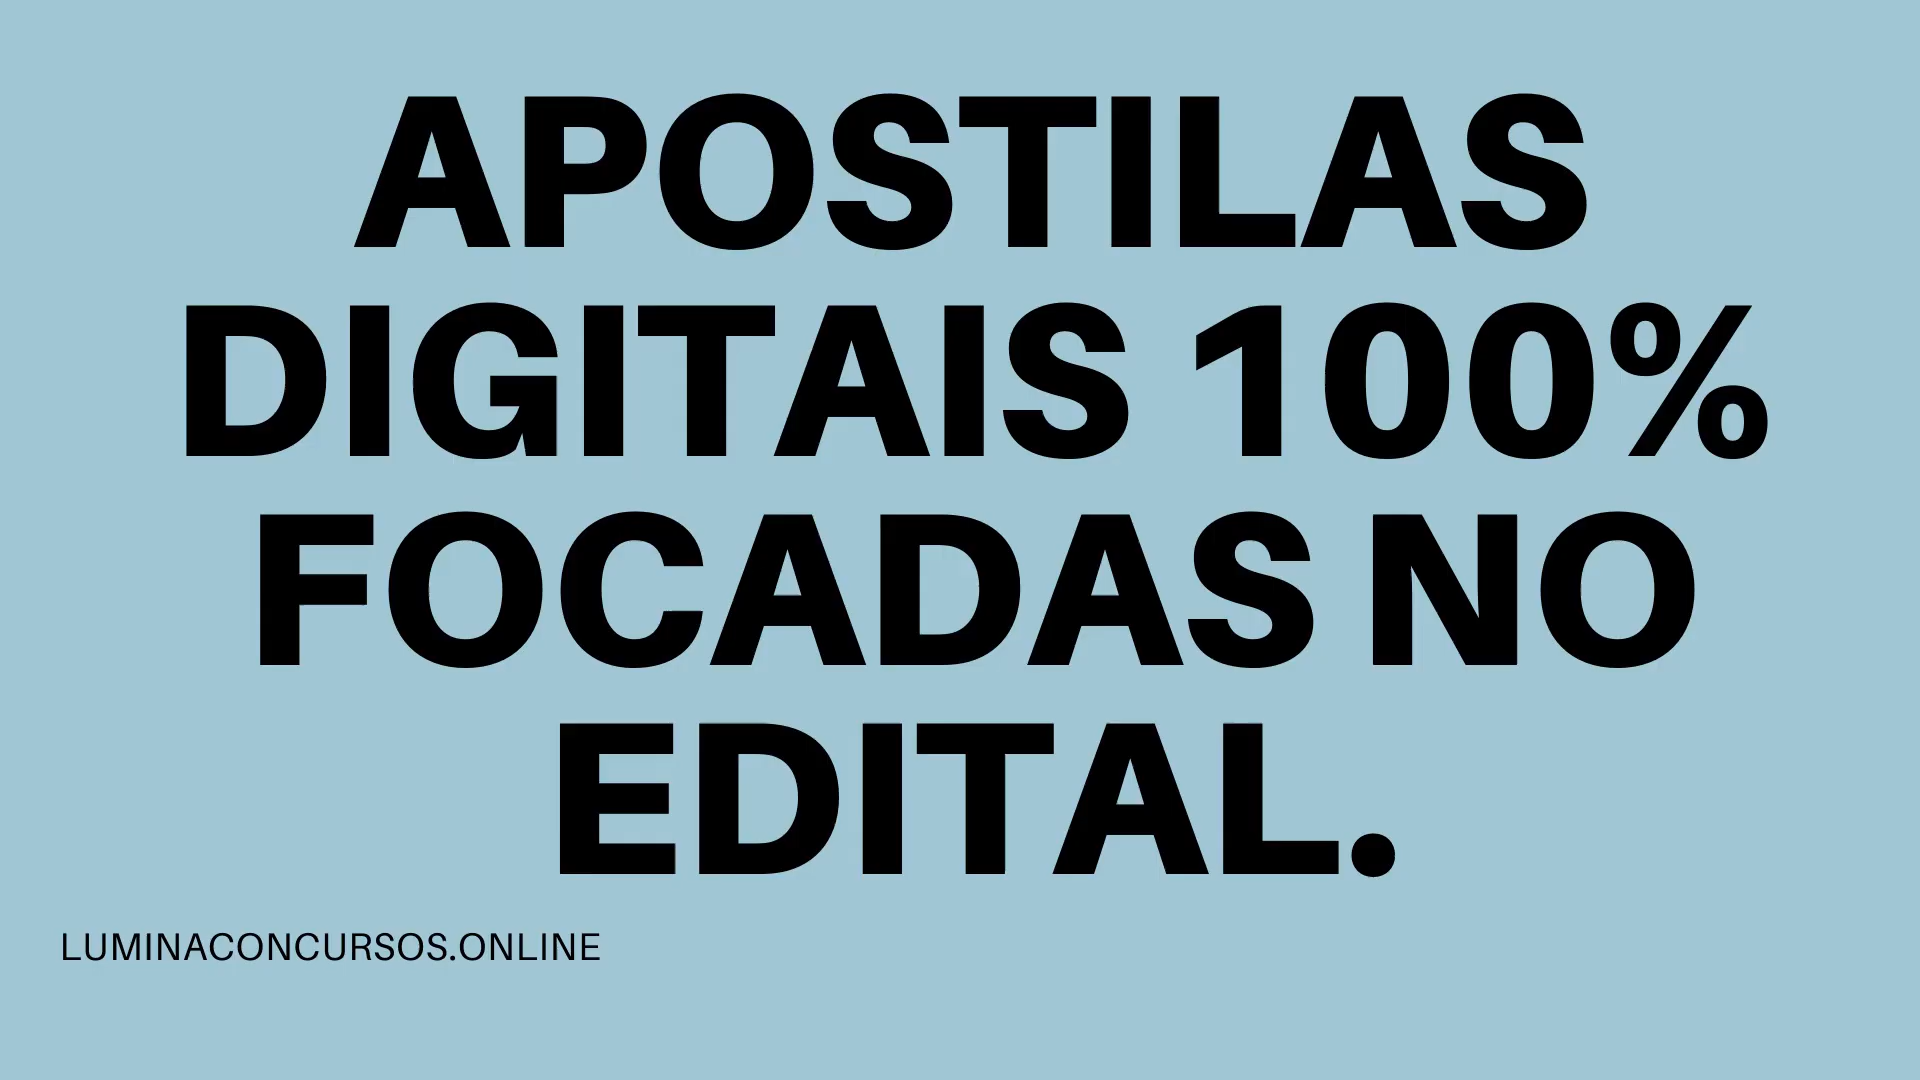 APOSTILAS
DIGITAIS 100%
FOCADAS NO
EDITAL.
LUMINACONCURSOS.ONLINE